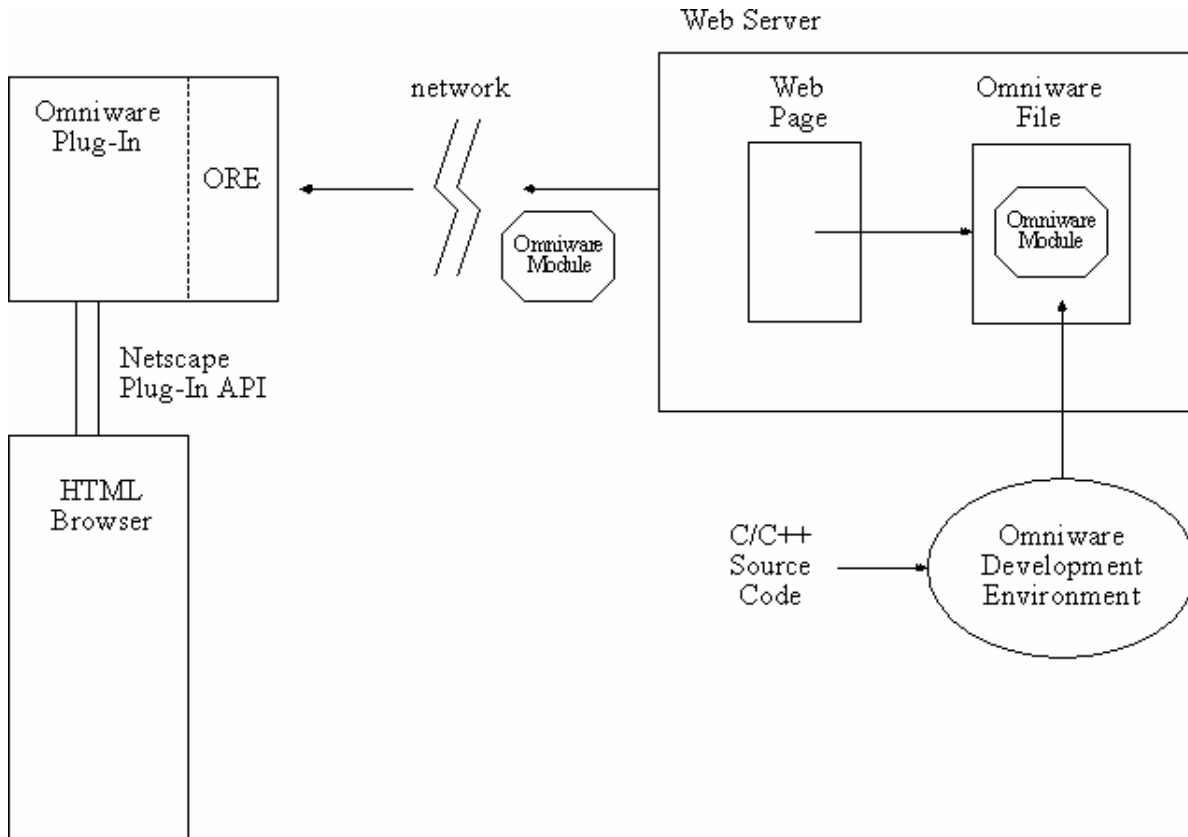 Web Server
Omniware
Plug-In
ORE
network
Omniware
Module
Web
Page
Omniware
File
Omniware
Module
Netscape
Plug-In API
HTML
Browser
C/C++
Source
Code
Omniware
Development
Environment